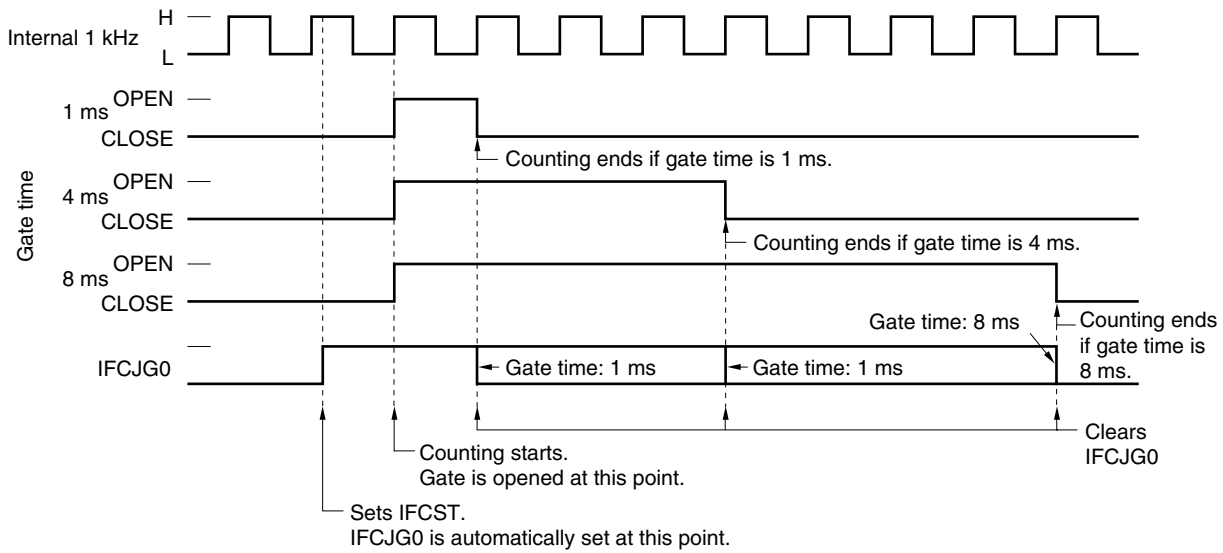 H
Internal 1 kHz
L
OPEN
1 ms
CLOSE
Counting ends if gate time is 1 ms.
OPEN
4 ms
CLOSE
Counting ends if gate time is 4 ms.
Gate time
OPEN
8 ms
CLOSE
Gate time: 8 ms
Counting ends
if gate time is
8 ms.
IFCJG0
Gate time: 1 ms
Gate time: 1 ms
Clears
IFCJG0
Counting starts.
Gate is opened at this point.
Sets IFCST.
IFCJG0 is automatically set at this point.